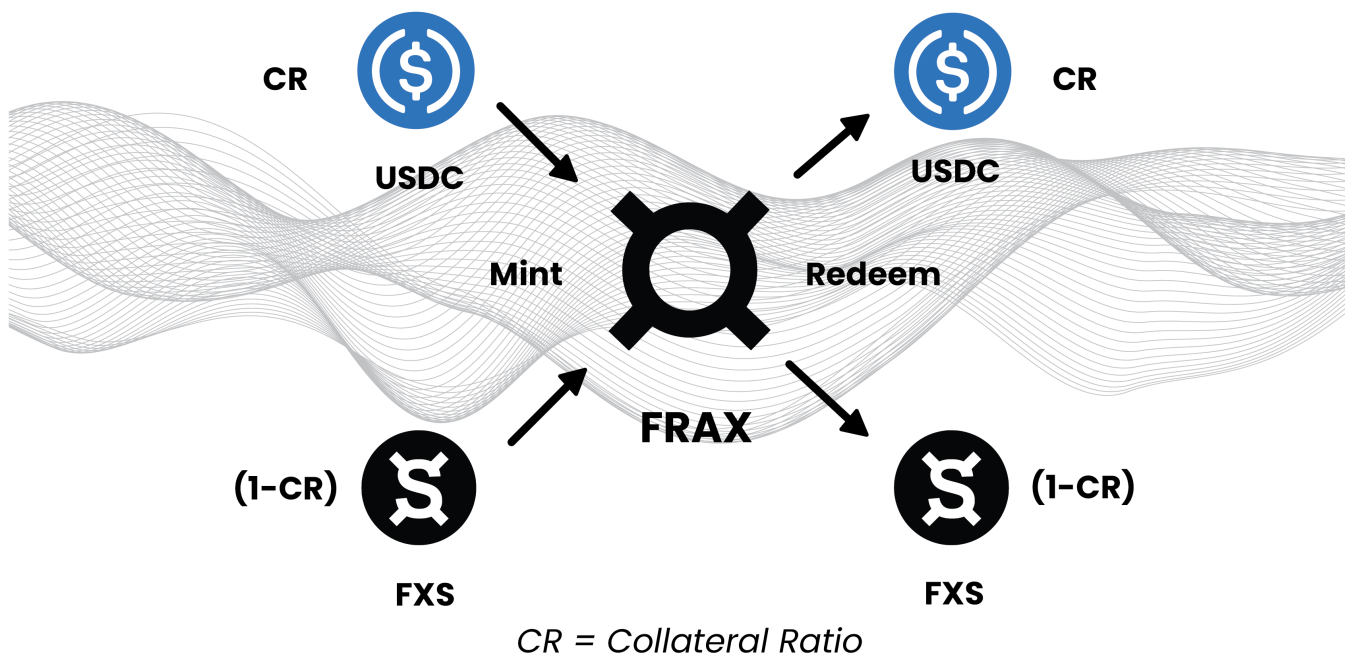 CR
USDC
CR
USDC
Mint
Redeem
FRAX
(1-CR)
FXS
(1-CR)
FXS
CR = Collateral Ratio